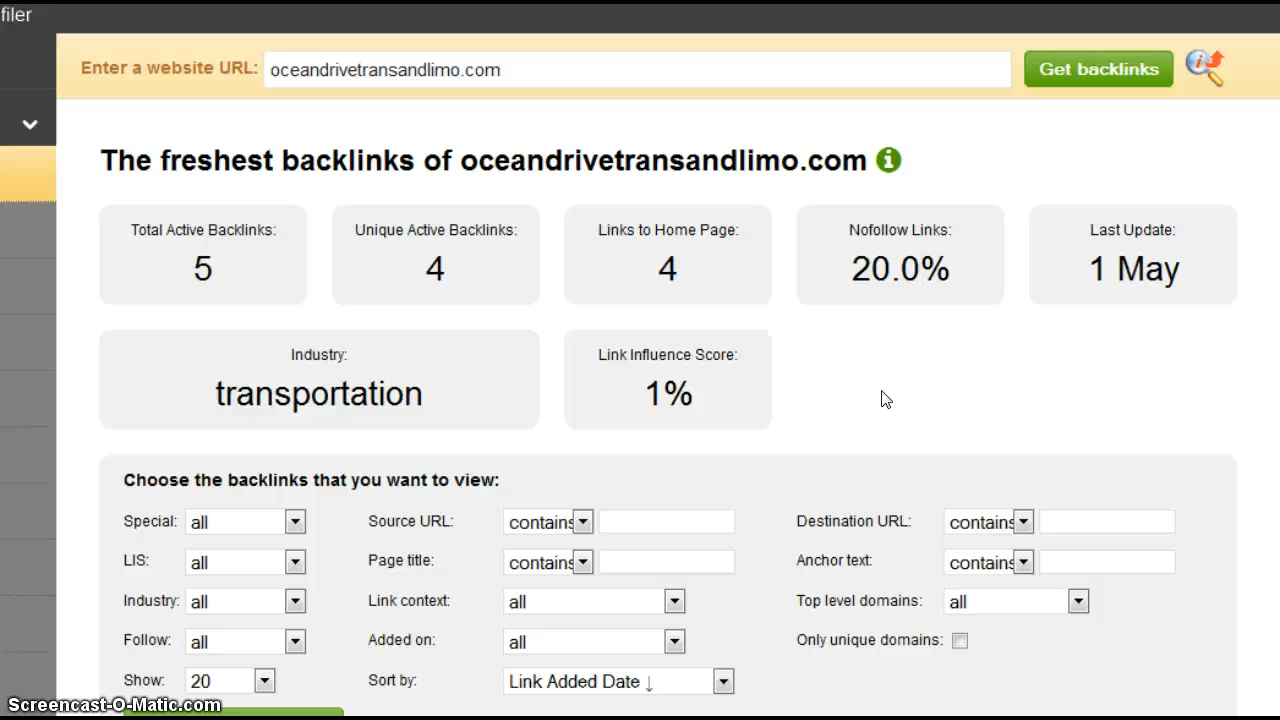 filer
Enter a website URL: oceandrivetransandlimo.com Get backlinks
The freshest backlinks of oceandrivetransandlimo.com
Total Active Backlinks: Unique Active Backlinks: Links to Home Page: Nofollow Links: Last Update:
5 4 4 20.0% 1 May
Industry: Link Influence Score:
transportation 1%
Choose the backlinks that you want to view:
Special: all Source URL: contains Destination URL: contains
LIS: all Page title: contains Anchor text: contains
Industry: all Link context: all Top level domains: all
Follow: all Added on: all Only unique domains:
Show: 20 Sort by: Link Added Date ↓
Screencast-O-Matic.com